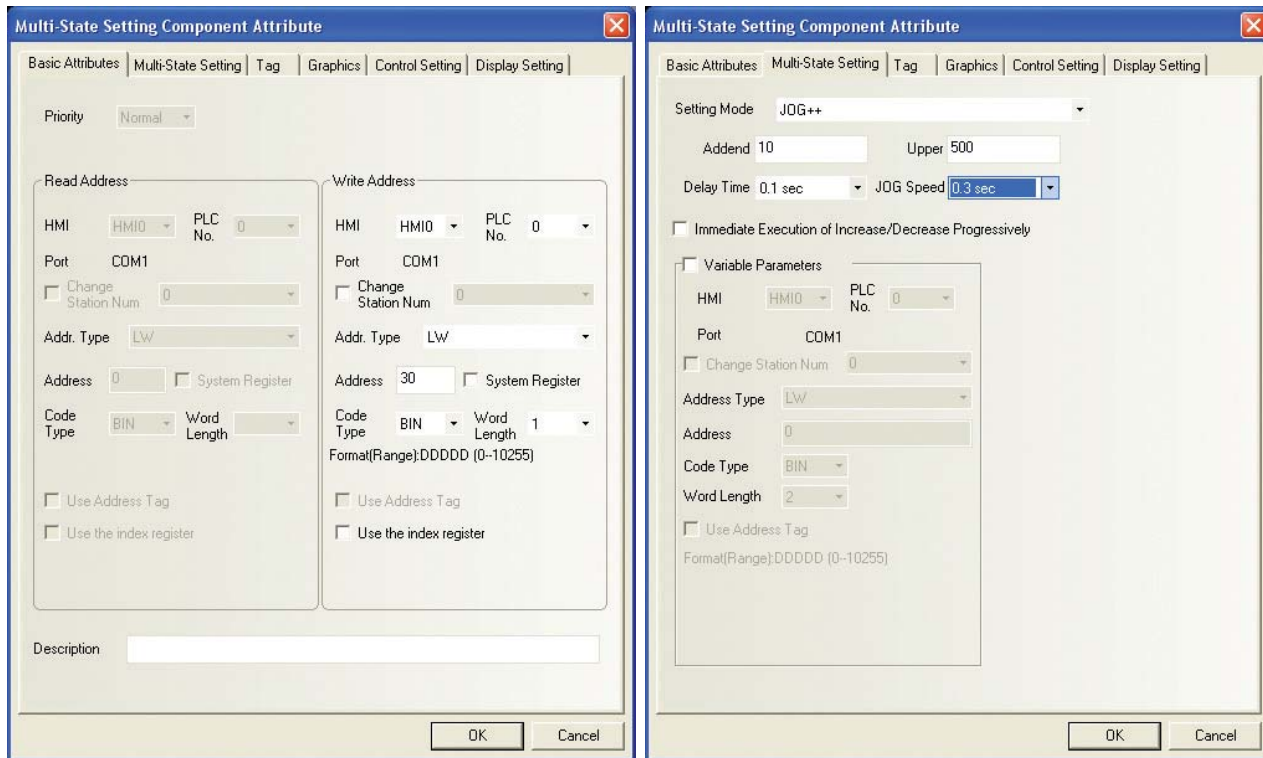 Multi-State Setting Component Attribute
Basic Attributes Multi-State Setting Tag Graphics Control Setting Display Setting
Priority Normal
Read Address
HMI HMI0 PLC No. 0
Port COM1
Change Station Num 0
Addr. Type LW
Address 0 System Register
Code Type BIN Word Length
Use Address Tag
Use the index register
Write Address
HMI HMI0 PLC No. 0
Port COM1
Change Station Num 0
Addr. Type LW
Address 30 System Register
Code Type BIN Word Length 1
Format(Range):DDDDD (0--10255)
Use Address Tag
Use the index register
Description
OK Cancel
Multi-State Setting Component Attribute
Basic Attributes Multi-State Setting Tag Graphics Control Setting Display Setting
Setting Mode JOG++
Addend 10 Upper 500
Delay Time 0.1 sec JOG Speed 0.3 sec
Immediate Execution of Increase/Decrease Progressively
Variable Parameters
HMI HMI0 PLC No. 0
Port COM1
Change Station Num 0
Address Type LW
Address 0
Code Type BIN
Word Length 2
Use Address Tag
Format(Range):DDDDD (0--10255)
OK Cancel